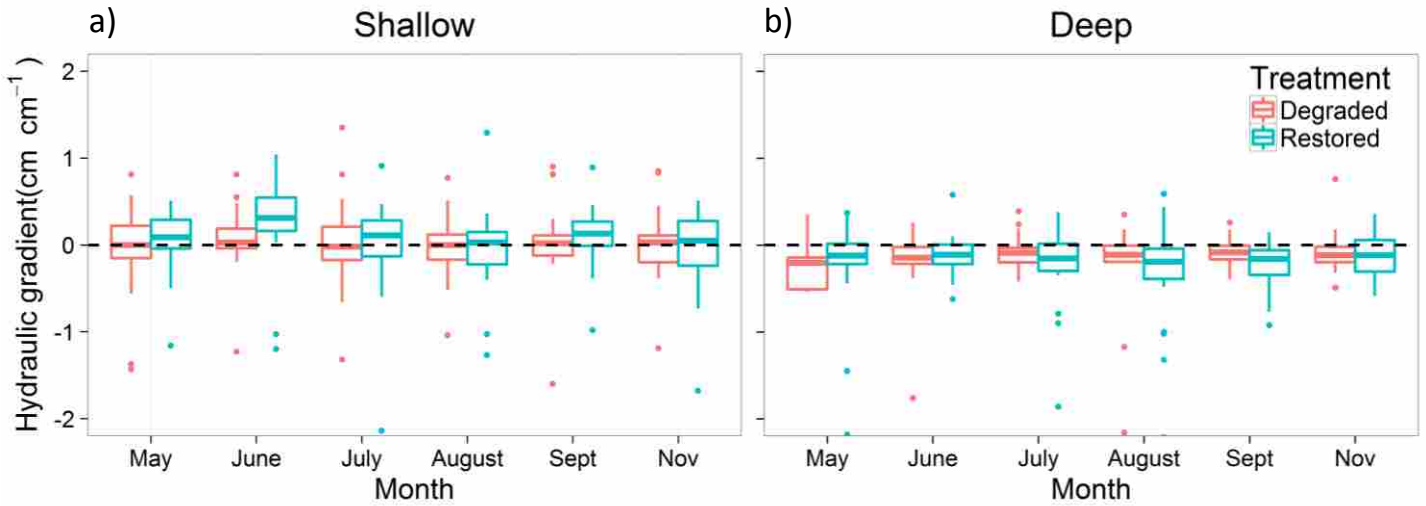 a) Shallow
b) Deep
Hydraulic gradient(cm cm⁻¹)
2
1
0
-1
-2
May June July August Sept Nov
Month
Treatment
Degraded
Restored
May June July August Sept Nov
Month